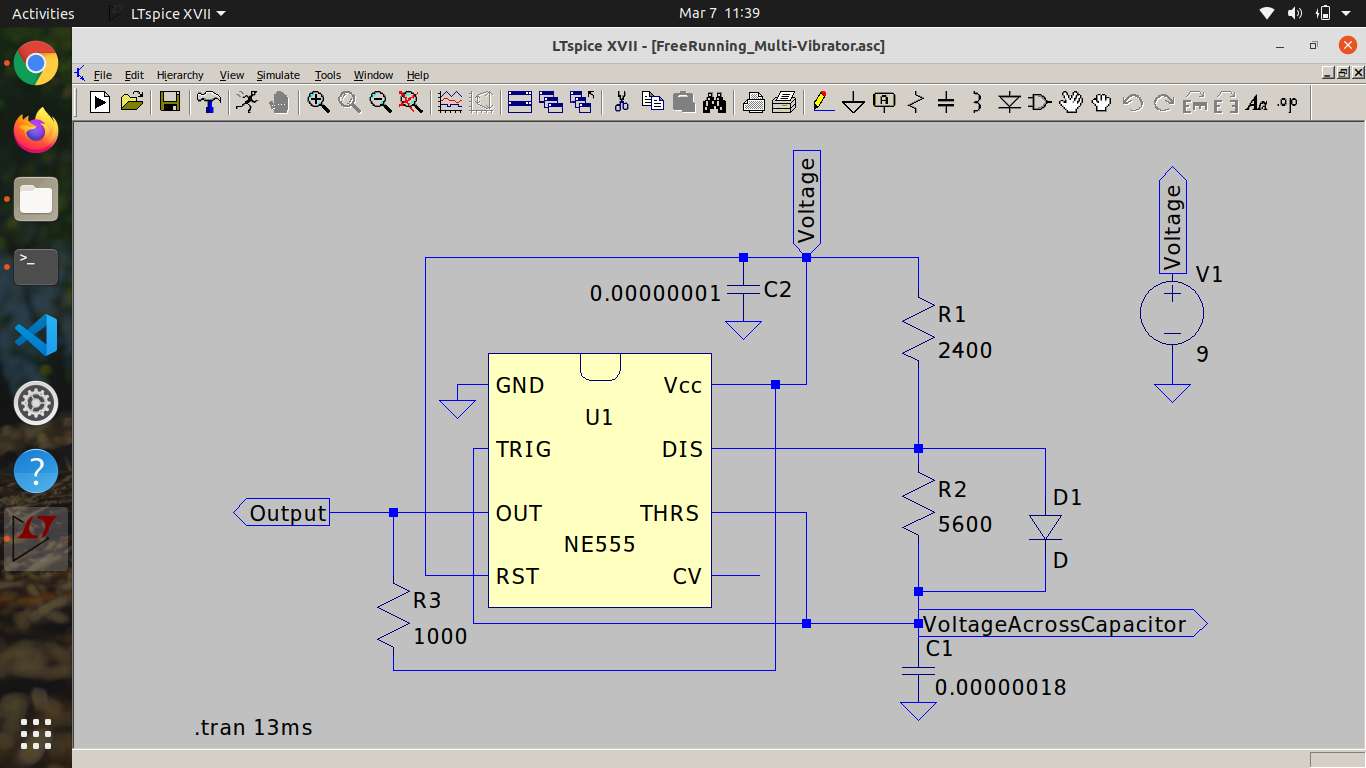 Activities
LTspice XVII
Mar 7 11:39
LTspice XVII - [FreeRunning_Multi-Vibrator.asc]
File Edit Hierarchy View Simulate Tools Window Help
Aa .op
Voltage
Voltage
V1
9
0.00000001
C2
R1
2400
GND
Vcc
U1
TRIG
DIS
R2
5600
D1
D
Output
OUT
THRS
NE555
RST
CV
R3
1000
VoltageAcrossCapacitor
C1
0.00000018
.tran 13ms